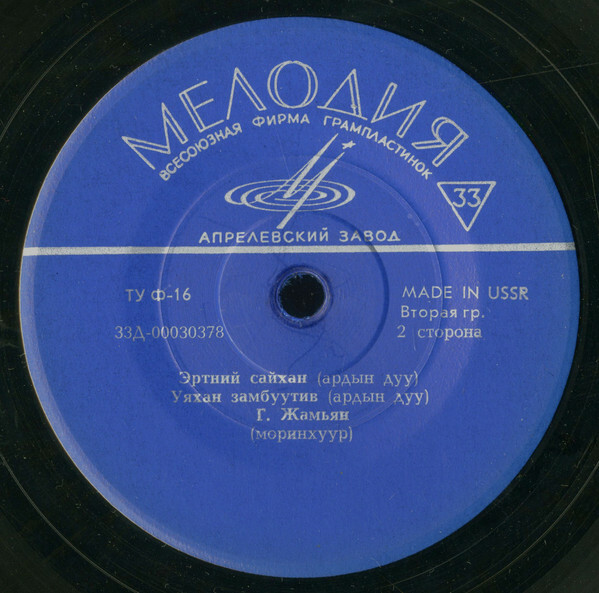 МЕЛОДИЯ
ВСЕСОЮЗНАЯ ФИРМА ГРАМПЛАСТИНОК
33
АПРЕЛЕВСКИЙ ЗАВОД
ТУ Ф-16
MADE IN USSR
Вторая гр.
33Д-00030378
2 сторона
Эртний сайхан (ардын дуу)
Уяхан замбуутив (ардын дуу)
Г. Жамьян
(моринхуур)